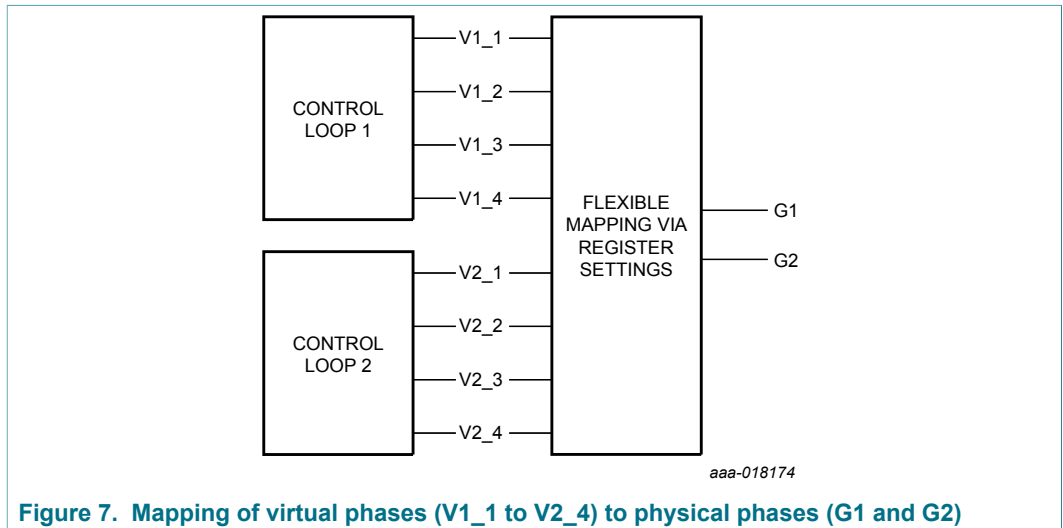 CONTROL
LOOP 1
V1_1
V1_2
V1_3
V1_4
CONTROL
LOOP 2
V2_1
V2_2
V2_3
V2_4
FLEXIBLE
MAPPING VIA
REGISTER
SETTINGS
G1
G2
aaa-018174
Figure 7. Mapping of virtual phases (V1_1 to V2_4) to physical phases (G1 and G2)